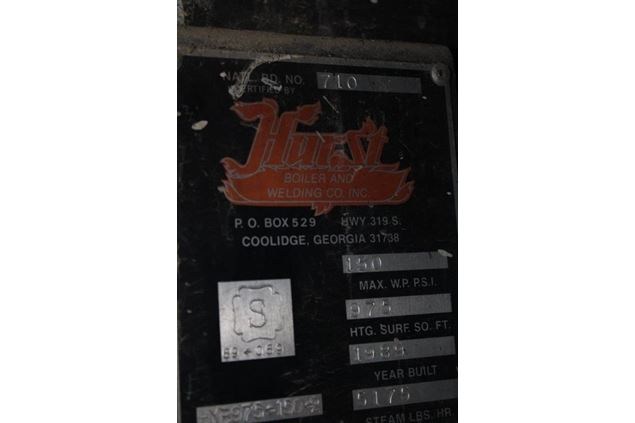 NATL. BD. NO. 710
CERTIFIED BY
Hurst
BOILER AND
WELDING CO. INC.
P. O. BOX 529 HWY 319 S.
COOLIDGE, GEORGIA 31738
150
MAX. W.P. P.S.I.
975
HTG. SURF. SQ. FT.
S
1989
YEAR BUILT
5175
STEAM LBS. HR.